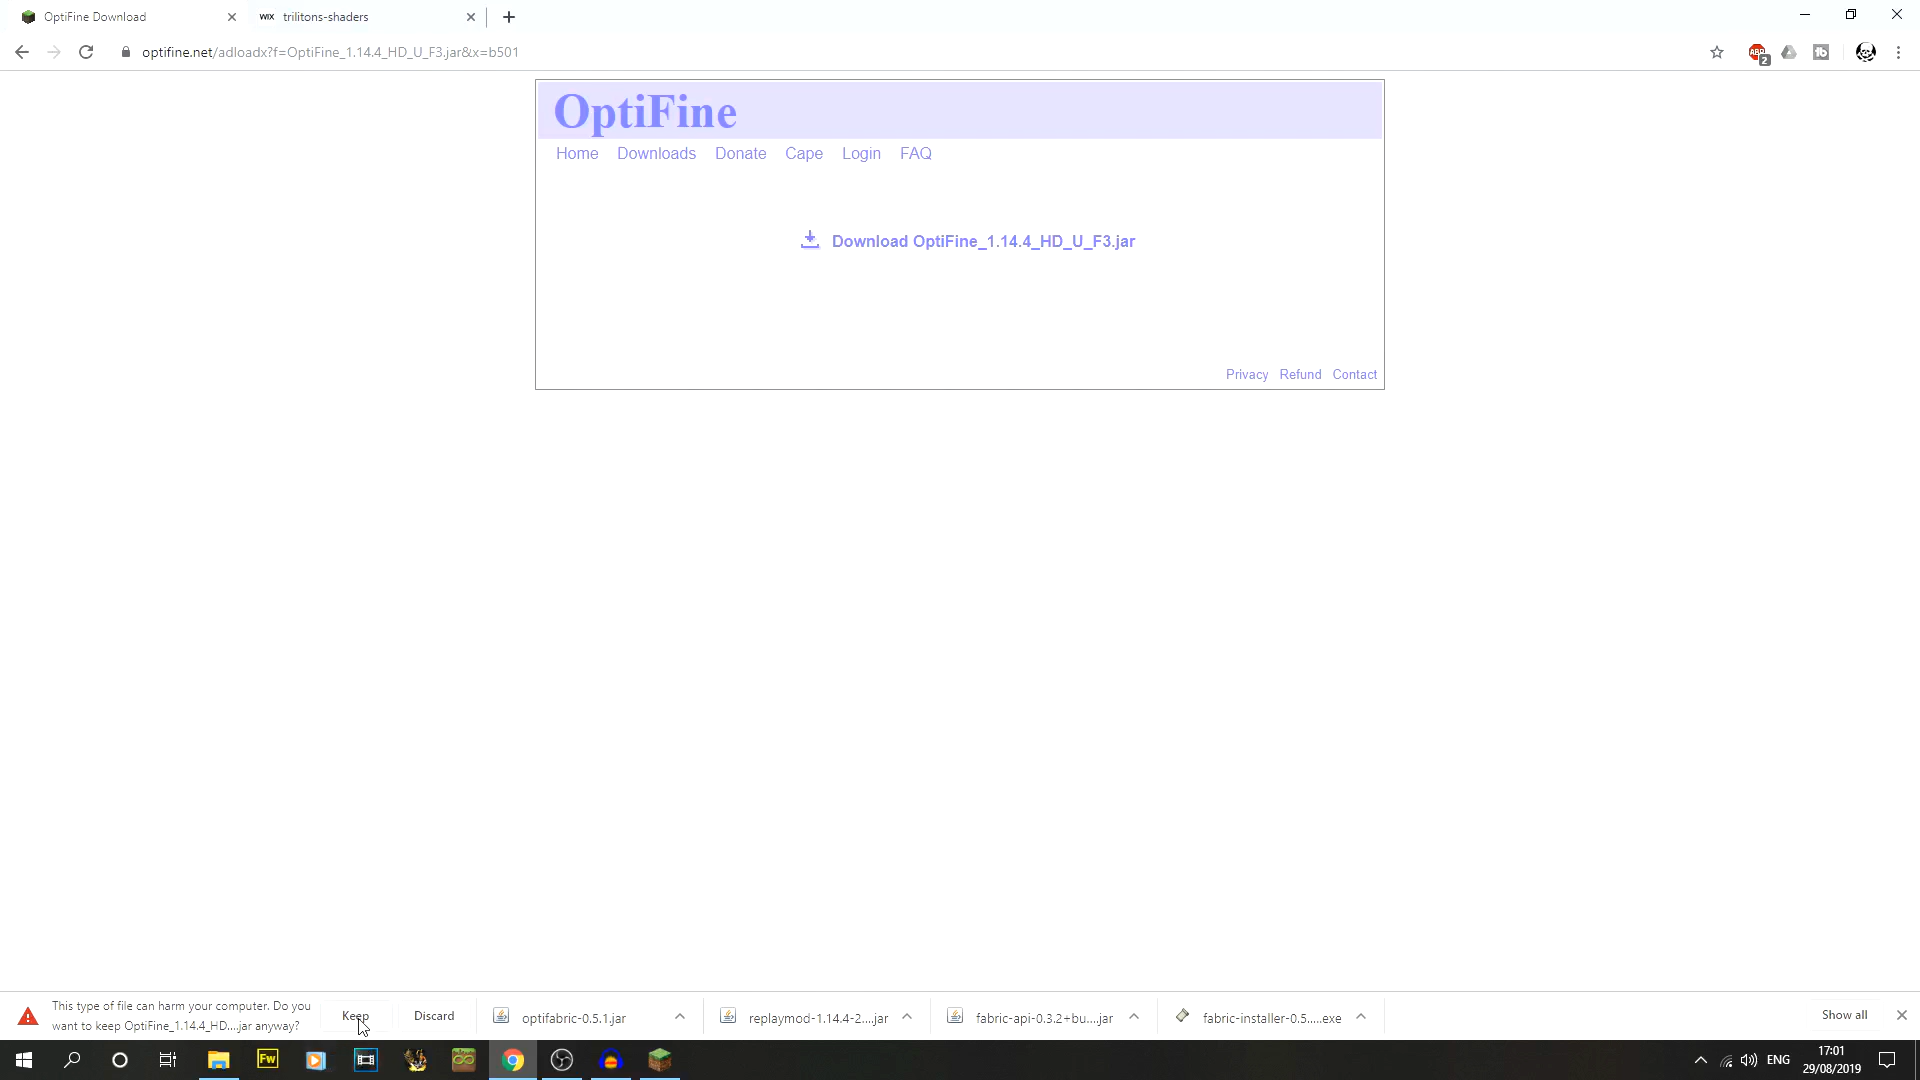 OptiFine Download
WiX trilitons-shaders
optifine.net/adloadx?f=OptiFine_1.14.4_HD_U_F3.jar&x=b501
ABP
2
OptiFine
Home Downloads Donate Cape Login FAQ
Download OptiFine_1.14.4_HD_U_F3.jar
Privacy Refund Contact
This type of file can harm your computer. Do you
want to keep OptiFine_1.14.4_HD....jar anyway?
Keep
Discard
optifabric-0.5.1.jar
replaymod-1.14.4-2....jar
fabric-api-0.3.2+bu....jar
fabric-installer-0.5.....exe
Show all
Fw
ENG
17:01
29/08/2019